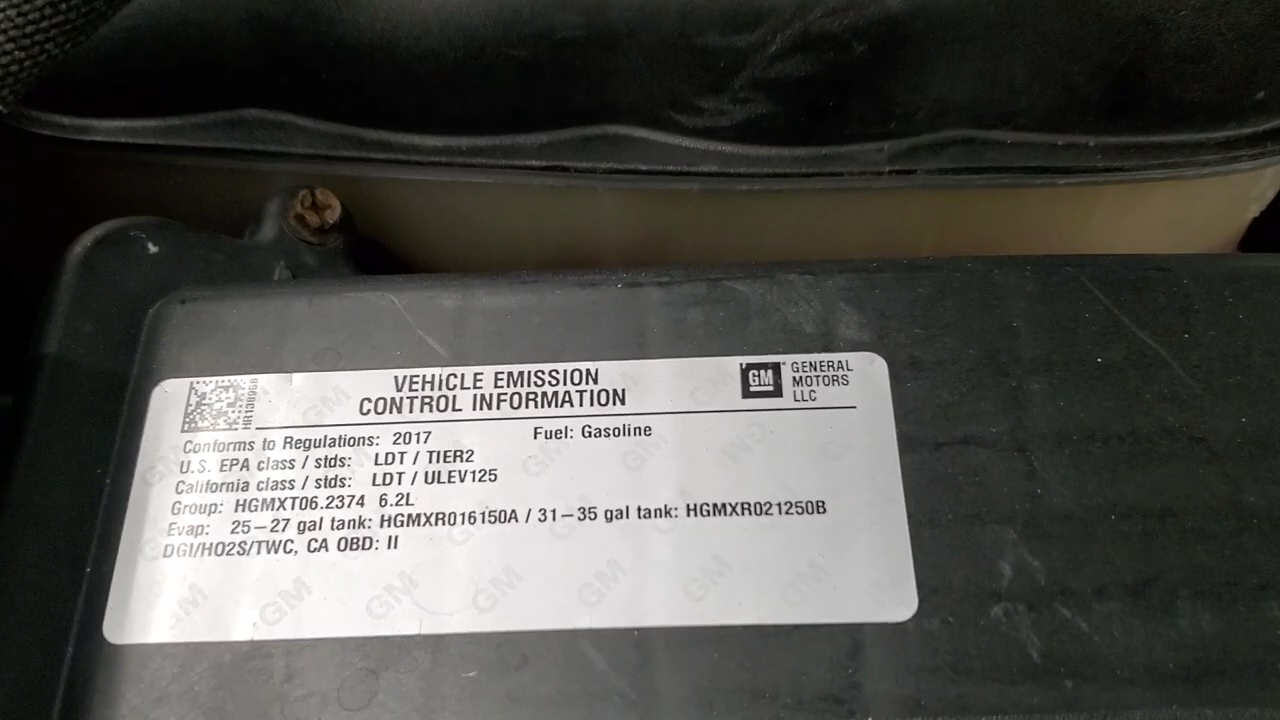 HR13896B
VEHICLE EMISSION
CONTROL INFORMATION
GM
GENERAL
MOTORS
LLC
Conforms to Regulations: 2017 Fuel: Gasoline
U.S. EPA class / stds: LDT / TIER2
California class / stds: LDT / ULEV125
Group: HGMXT06.2374 6.2L
Evap: 25–27 gal tank: HGMXR016150A / 31–35 gal tank: HGMXR021250B
DGI/HO2S/TWC, CA OBD: II